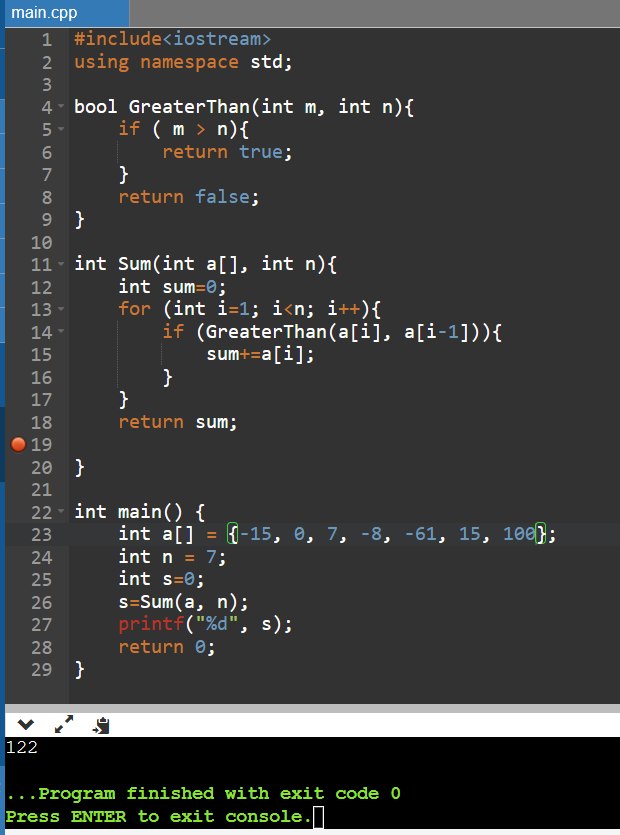 main.cpp
1 #include<iostream>
2 using namespace std;
3
4 bool GreaterThan(int m, int n){
5 if ( m > n){
6 return true;
7 }
8 return false;
9 }
10
11 int Sum(int a[], int n){
12 int sum=0;
13 for (int i=1; i<n; i++){
14 if (GreaterThan(a[i], a[i-1])){
15 sum+=a[i];
16 }
17 }
18 return sum;
19
20 }
21
22 int main() {
23 int a[] = {-15, 0, 7, -8, -61, 15, 100};
24 int n = 7;
25 int s=0;
26 s=Sum(a, n);
27 printf("%d", s);
28 return 0;
29 }
122
...Program finished with exit code 0
Press ENTER to exit console.